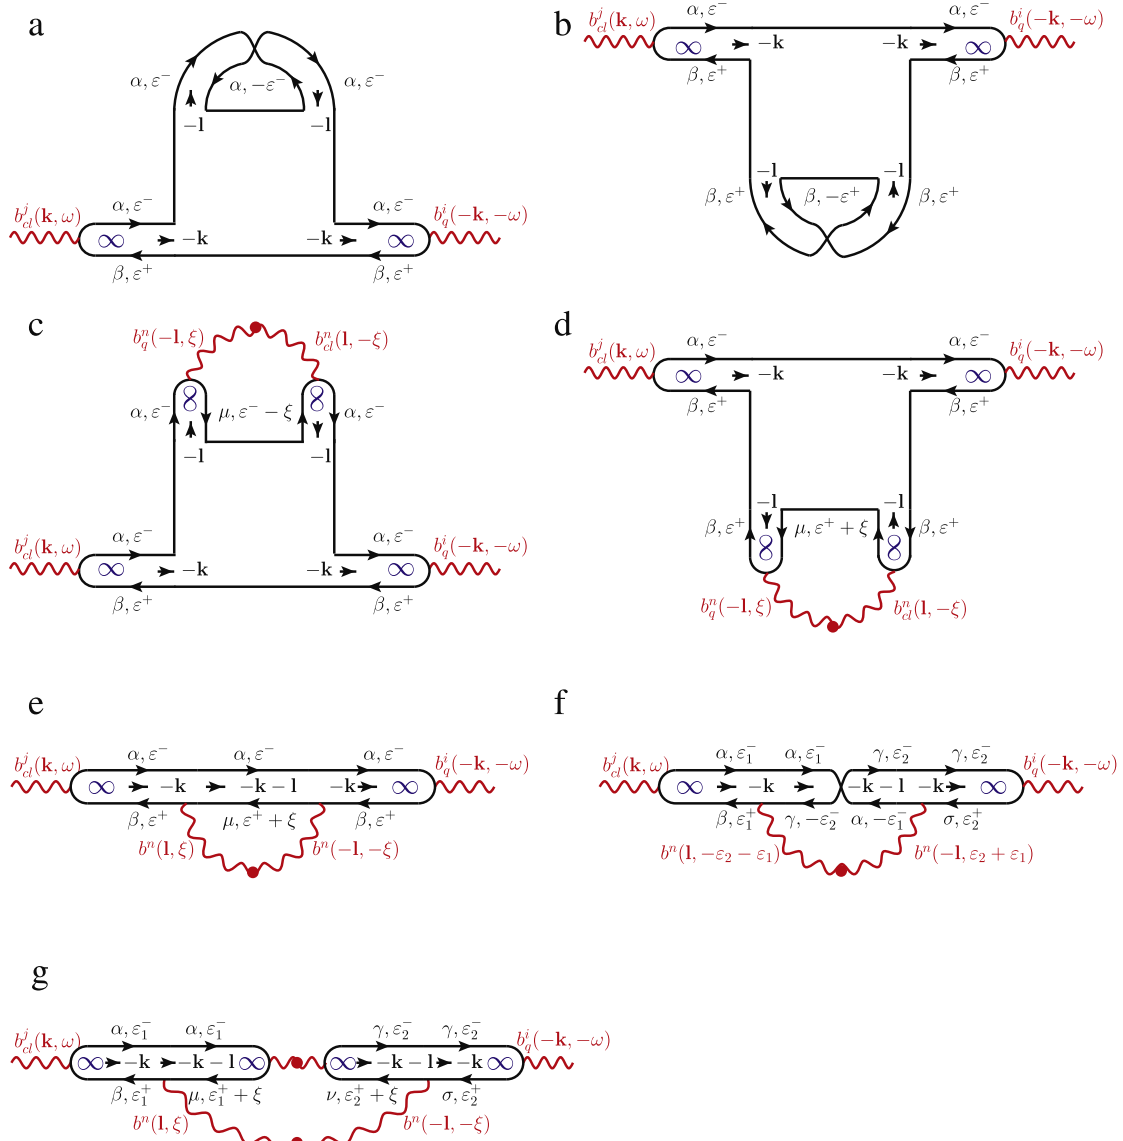 a
α, ε⁻
α, −ε⁻
α, ε⁻
−l
−l
b^j_cl(k, ω)
α, ε⁻
α, ε⁻
b^i_q(−k, −ω)
∞
−k
−k
∞
β, ε⁺
β, ε⁺
b
b^j_cl(k, ω)
α, ε⁻
α, ε⁻
b^i_q(−k, −ω)
∞
−k
−k
∞
β, ε⁺
β, ε⁺
−l
−l
β, ε⁺
β, −ε⁺
β, ε⁺
c
b^n_q(−l, ξ)
b^n_cl(l, −ξ)
∞
∞
α, ε⁻
μ, ε⁻ − ξ
α, ε⁻
−l
−l
b^j_cl(k, ω)
α, ε⁻
α, ε⁻
b^i_q(−k, −ω)
∞
−k
−k
∞
β, ε⁺
β, ε⁺
d
b^j_cl(k, ω)
α, ε⁻
α, ε⁻
b^i_q(−k, −ω)
∞
−k
−k
∞
β, ε⁺
β, ε⁺
−l
−l
β, ε⁺
μ, ε⁺ + ξ
β, ε⁺
∞
∞
b^n_q(−l, ξ)
b^n_cl(l, −ξ)
e
b^j_cl(k, ω)
α, ε⁻
α, ε⁻
α, ε⁻
b^i_q(−k, −ω)
∞
−k
−k − l
−k
∞
β, ε⁺
μ, ε⁺ + ξ
β, ε⁺
b^n(l, ξ)
b^n(−l, −ξ)
f
b^j_cl(k, ω)
α, ε₁⁻
α, ε₁⁻
γ, ε₂⁻
γ, ε₂⁻
b^i_q(−k, −ω)
∞
−k
−k − l
−k
∞
β, ε₁⁺
γ, −ε₂⁻
α, −ε₁⁻
σ, ε₂⁺
b^n(l, −ε₂ − ε₁)
b^n(−l, ε₂ + ε₁)
g
b^j_cl(k, ω)
α, ε₁⁻
α, ε₁⁻
γ, ε₂⁻
γ, ε₂⁻
b^i_q(−k, −ω)
∞
−k
−k − l
∞
∞
−k − l
−k
∞
β, ε₁⁺
μ, ε₁⁺ + ξ
ν, ε₂⁺ + ξ
σ, ε₂⁺
b^n(l, ξ)
b^n(−l, −ξ)